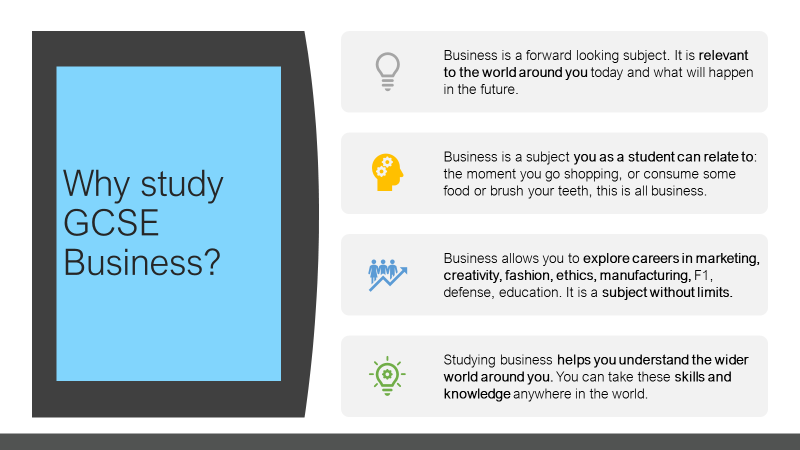 Why study
GCSE
Business?
Business is a forward looking subject. It is relevant
to the world around you today and what will happen
in the future.
Business is a subject you as a student can relate to:
the moment you go shopping, or consume some
food or brush your teeth, this is all business.
Business allows you to explore careers in marketing,
creativity, fashion, ethics, manufacturing, F1,
defense, education. It is a subject without limits.
Studying business helps you understand the wider
world around you. You can take these skills and
knowledge anywhere in the world.